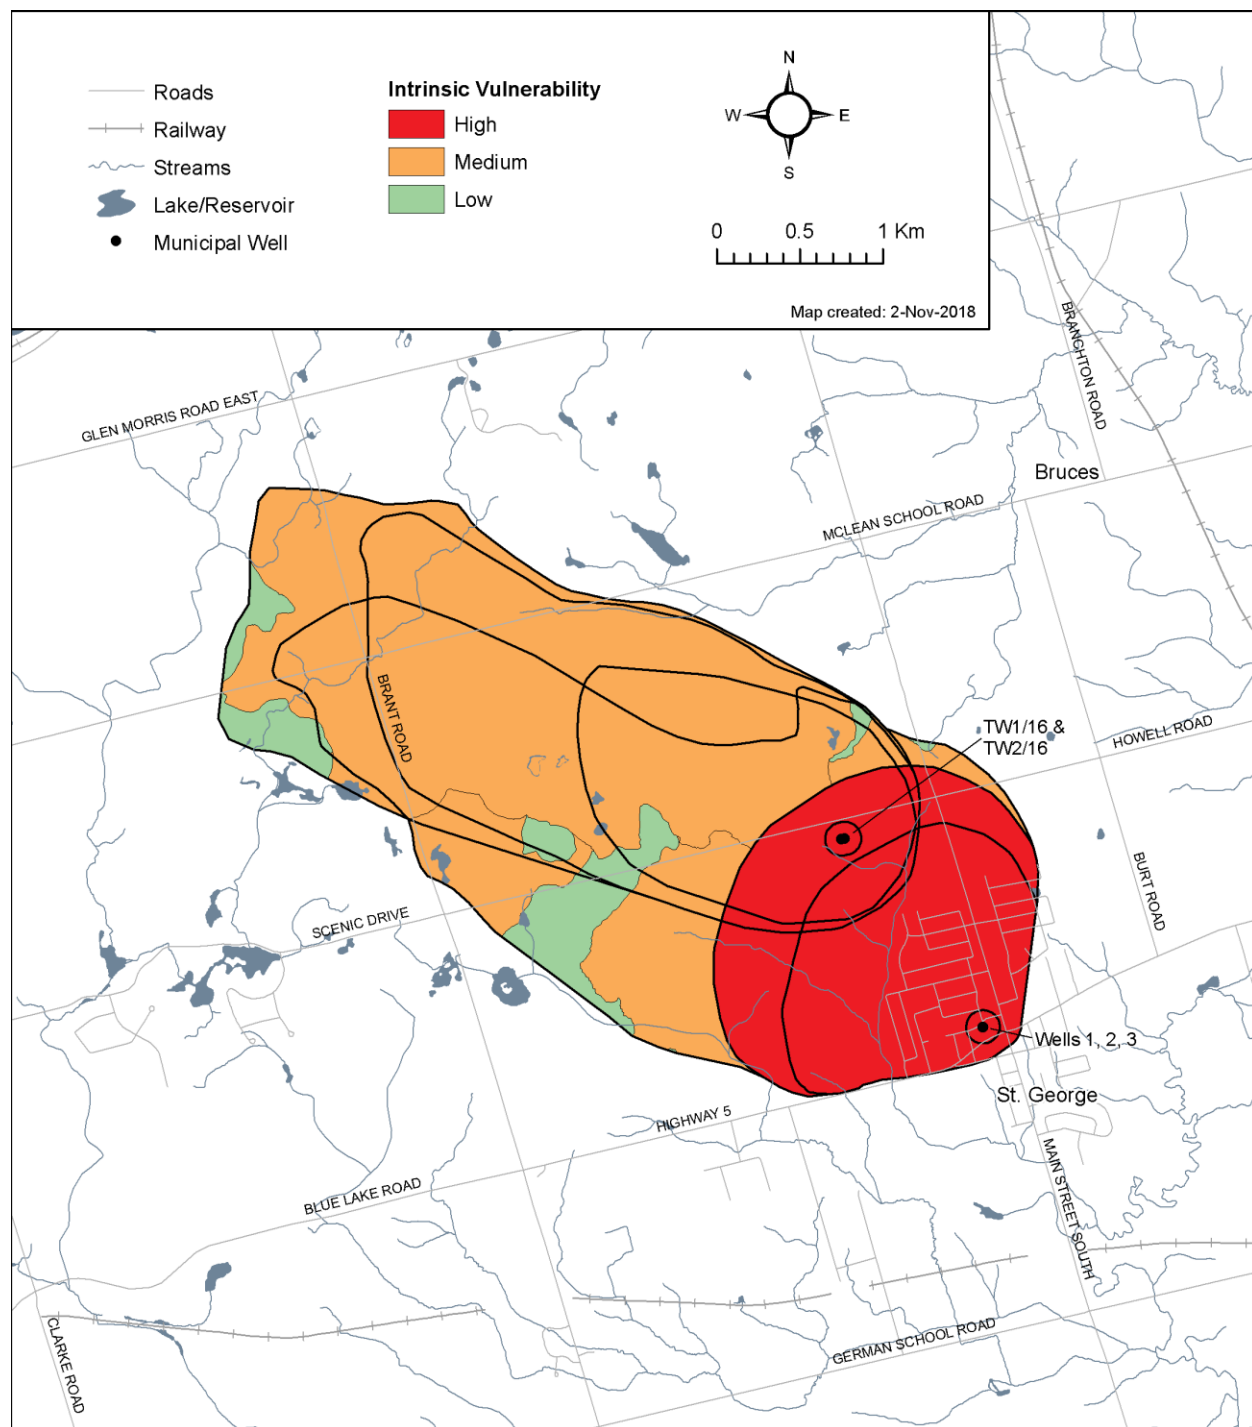 Roads
Railway
Streams
Lake/Reservoir
Municipal Well
Intrinsic Vulnerability
High
Medium
Low
N
W
E
S
0 0.5 1 Km
Map created: 2-Nov-2018
BRANCHTON ROAD
GLEN MORRIS ROAD EAST
Bruces
MCLEAN SCHOOL ROAD
BRANT ROAD
TW1/16 &
TW2/16
HOWELL ROAD
BURT ROAD
SCENIC DRIVE
Wells 1, 2, 3
St. George
HIGHWAY 5
BLUE LAKE ROAD
MAIN STREET SOUTH
GERMAN SCHOOL ROAD
CLARKE ROAD